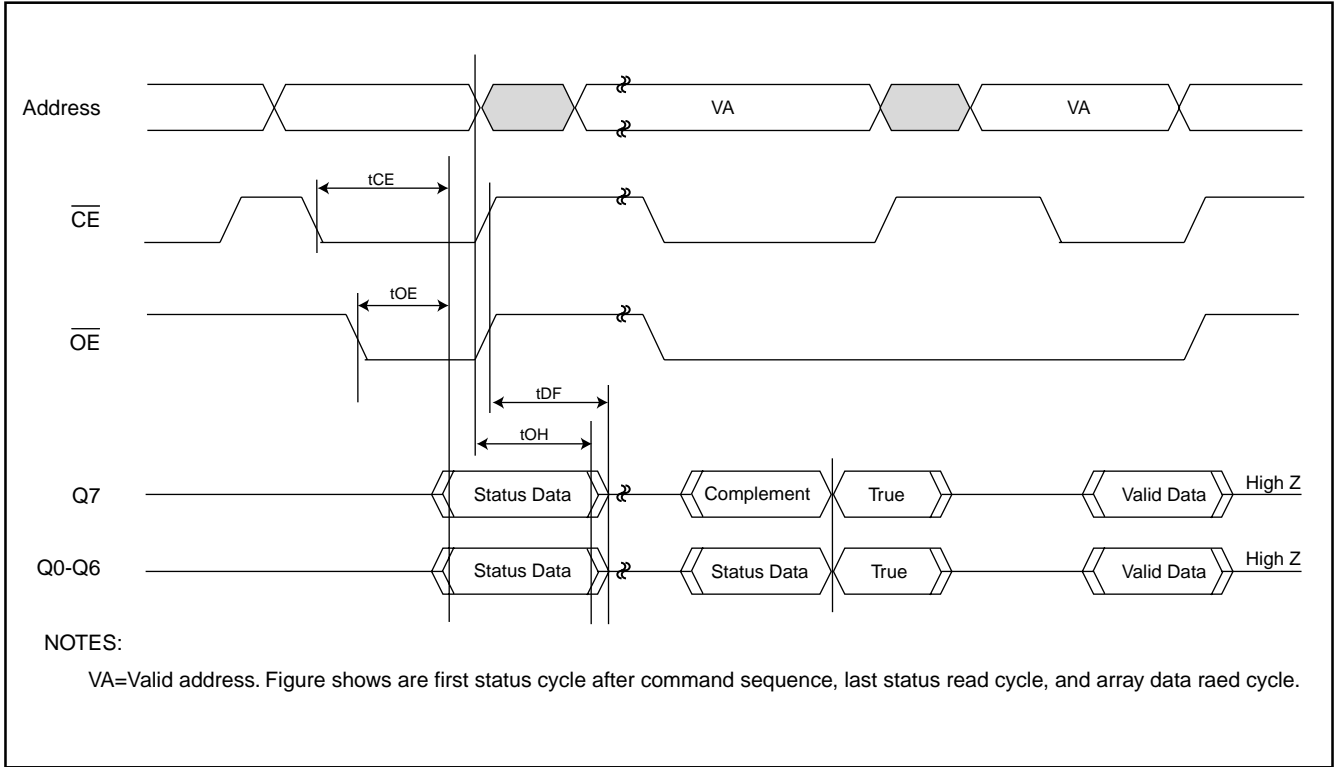 Address
VA
VA
CE
tCE
OE
tOE
tDF
tOH
Q7
Status Data
Complement
True
Valid Data
High Z
Q0-Q6
Status Data
Status Data
True
Valid Data
High Z
NOTES:
VA=Valid address. Figure shows are first status cycle after command sequence, last status read cycle, and array data raed cycle.